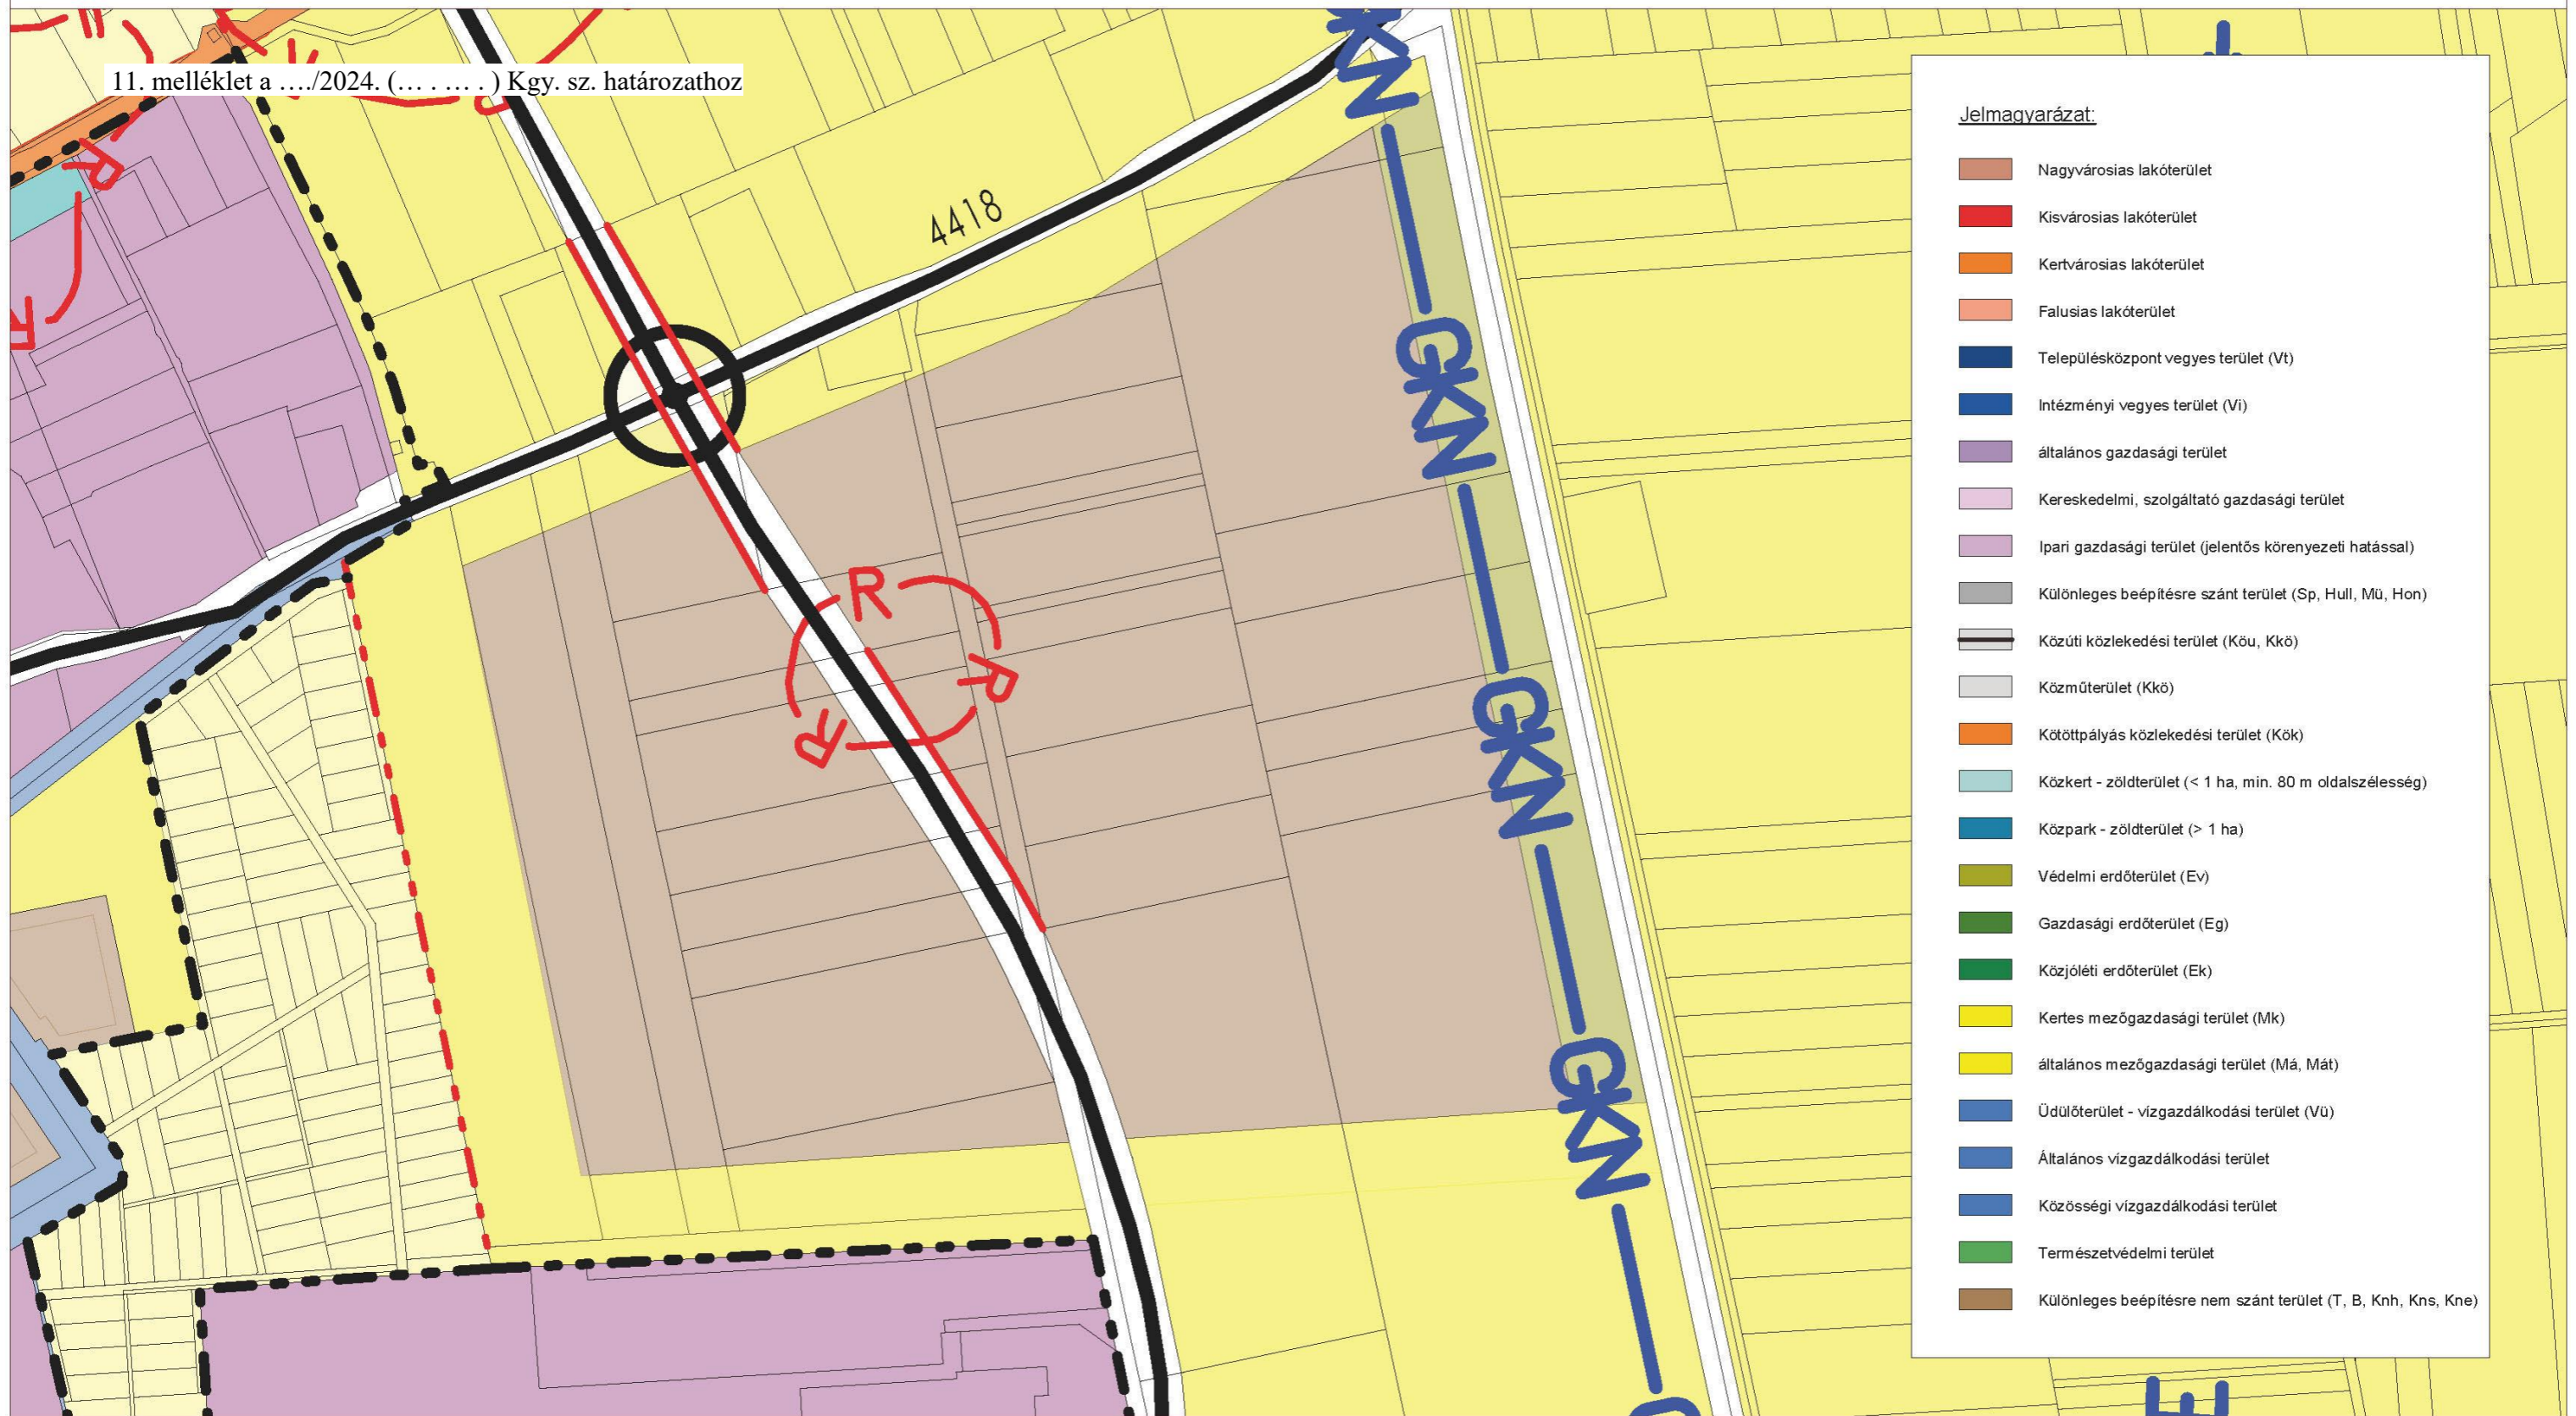 11. melléklet a …./2024. (… . … . ) Kgy. sz. határozathoz
4418
R
R
R
R
R
GKN
GKN
GKN
GKN
Jelmagyarázat:
Nagyvárosias lakóterület
Kisvárosias lakóterület
Kertvárosias lakóterület
Falusias lakóterület
Településközpont vegyes terület (Vt)
Intézményi vegyes terület (Vi)
általános gazdasági terület
Kereskedelmi, szolgáltató gazdasági terület
Ipari gazdasági terület (jelentős körenyezeti hatással)
Különleges beépítésre szánt terület (Sp, Hull, Mü, Hon)
Közúti közlekedési terület (Köu, Kkö)
Közműterület (Kkö)
Kötöttpályás közlekedési terület (Kök)
Közkert - zöldterület (< 1 ha, min. 80 m oldalszélesség)
Közpark - zöldterület (> 1 ha)
Védelmi erdőterület (Ev)
Gazdasági erdőterület (Eg)
Közjóléti erdőterület (Ek)
Kertes mezőgazdasági terület (Mk)
általános mezőgazdasági terület (Má, Mát)
Üdülőterület - vízgazdálkodási terület (Vü)
Általános vízgazdálkodási terület
Közösségi vízgazdálkodási terület
Természetvédelmi terület
Különleges beépítésre nem szánt terület (T, B, Knh, Kns, Kne)